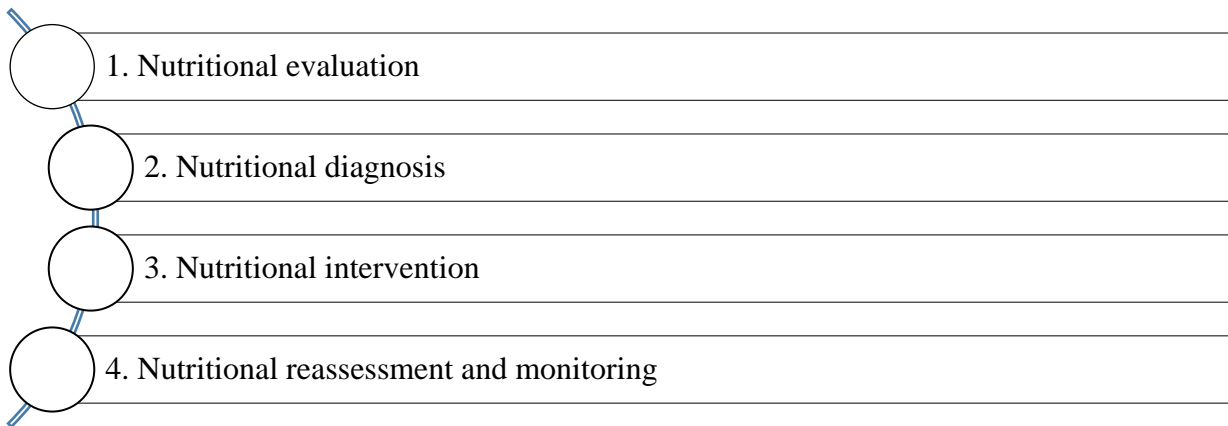 1. Nutritional evaluation
2. Nutritional diagnosis
3. Nutritional intervention
4. Nutritional reassessment and monitoring